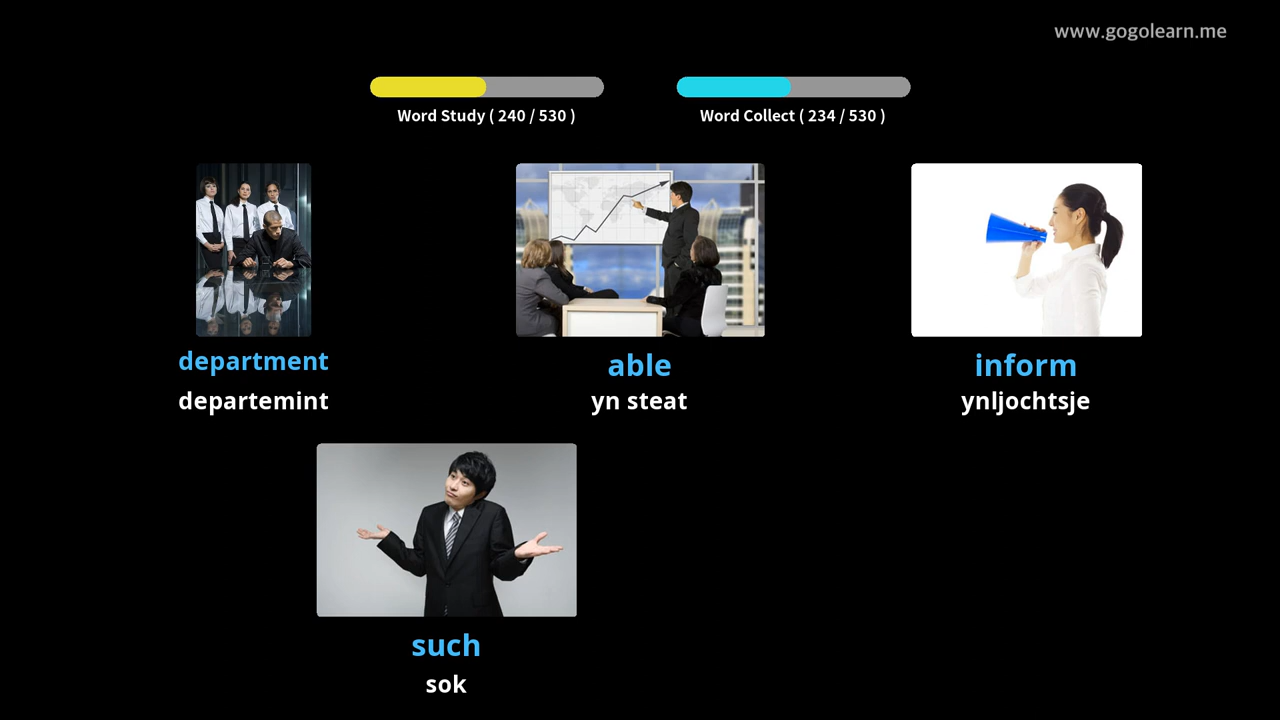 www.gogolearn.me
Word Study ( 240 / 530 )
Word Collect ( 234 / 530 )
department
departemint
able
yn steat
inform
ynljochtsje
such
sok